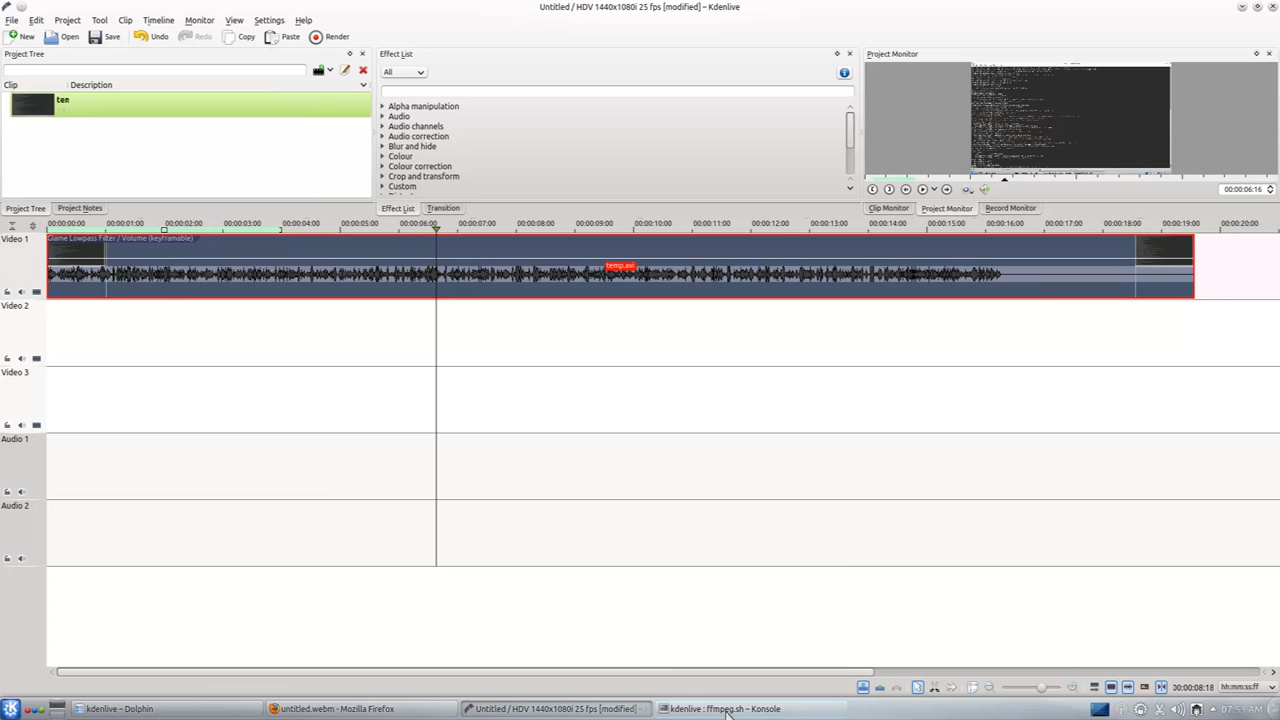 Untitled / HDV 1440x1080i 25 fps [modified] – Kdenlive
File Edit Project Tool Clip Timeline Monitor View Settings Help
New Open Save Undo Redo Copy Paste Render
Project Tree
Effect List
Project Monitor
All
Clip Description
ten
Alpha manipulation
Audio
Audio channels
Audio correction
Blur and hide
Colour
Colour correction
Crop and transform
Custom
00:00:06:16
Project Tree Project Notes
Effect List Transition
Clip Monitor Project Monitor Record Monitor
00:00:00:00 00:00:01:00 00:00:02:00 00:00:03:00 00:00:04:00 00:00:05:00 00:00:06:00 00:00:07:00 00:00:08:00 00:00:09:00 00:00:10:00 00:00:11:00 00:00:12:00 00:00:13:00 00:00:14:00 00:00:15:00 00:00:16:00 00:00:17:00 00:00:18:00 00:00:19:00 00:00:20:00
Video 1
Glame Lowpass Filter / Volume (keyframable)
temp.avi
Video 2
Video 3
Audio 1
Audio 2
00:00:08:18 hh:mm:ss:ff
kdenlive – Dolphin
untitled.webm – Mozilla Firefox
Untitled / HDV 1440x1080i 25 fps [modified] –
kdenlive : ffmpeg.sh – Konsole
07:53 AM